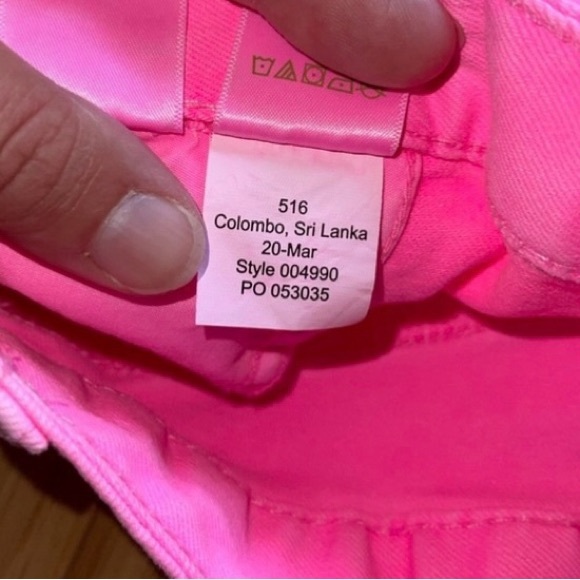 516
Colombo, Sri Lanka
20-Mar
Style 004990
PO 053035